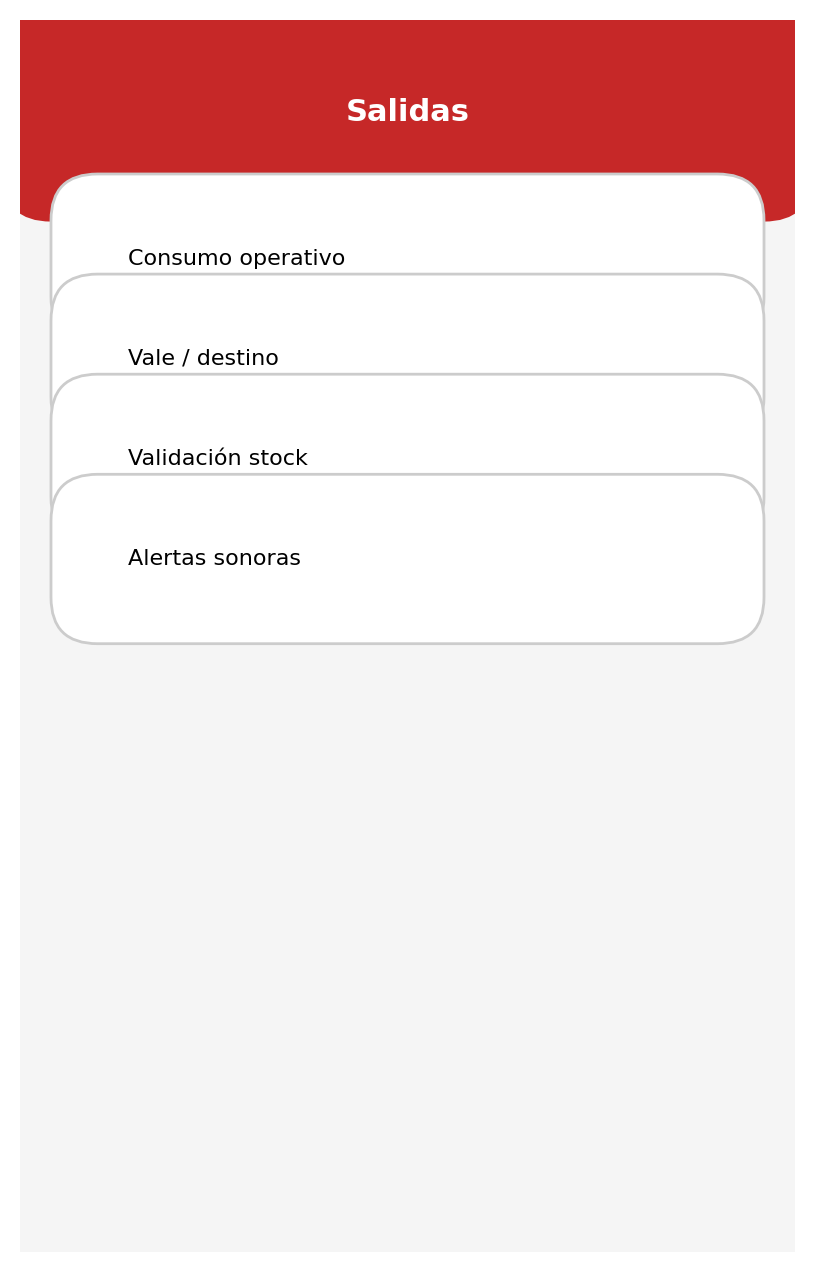 Salidas
Consumo operativo
Vale / destino
Validación stock
Alertas sonoras